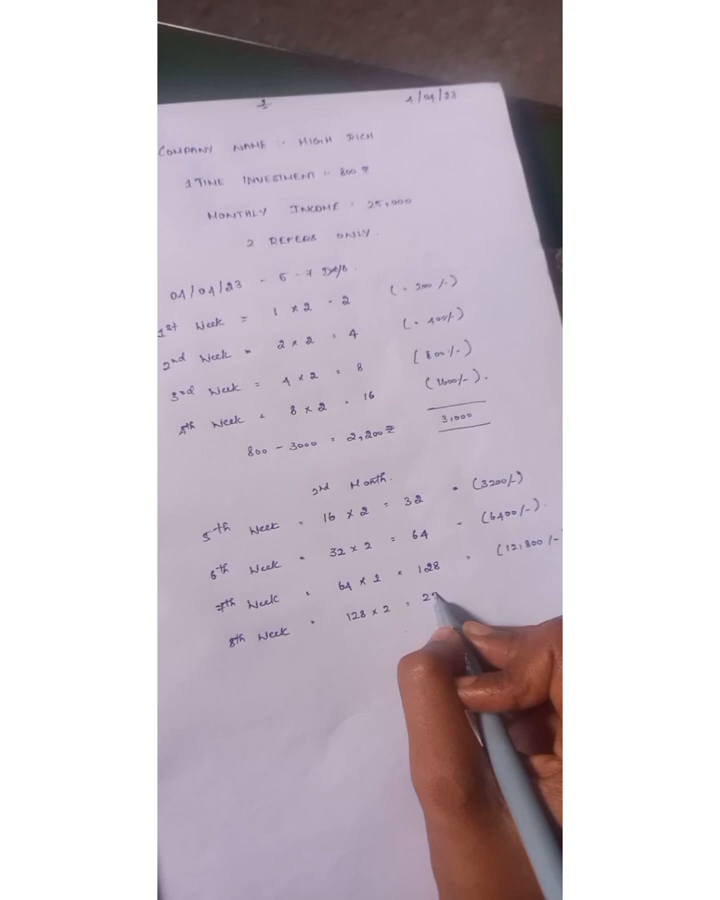 4/04/23
COMPANY NAME :- HIGH RICH
1 TIME INVESTMENT :- 800 ₹
MONTHLY INCOME - 25,000
2 REFERS ONLY.
01/04/23 - 5-7 Days.
1st Week = 1 × 2 = 2 ( = 200/-)
2nd Week = 2 × 2 = 4 ( = 400/-)
3rd Week = 4 × 2 = 8 (800/-)
4th Week = 8 × 2 = 16 (1600/-).
800 - 3000 = 2,200₹ 3,000
2nd Month.
5th Week = 16 × 2 = 32 = (3200/-)
6th Week = 32 × 2 = 64 = (6400/-).
7th Week = 64 × 2 = 128 = (12,800/-)
8th Week = 128 × 2 =